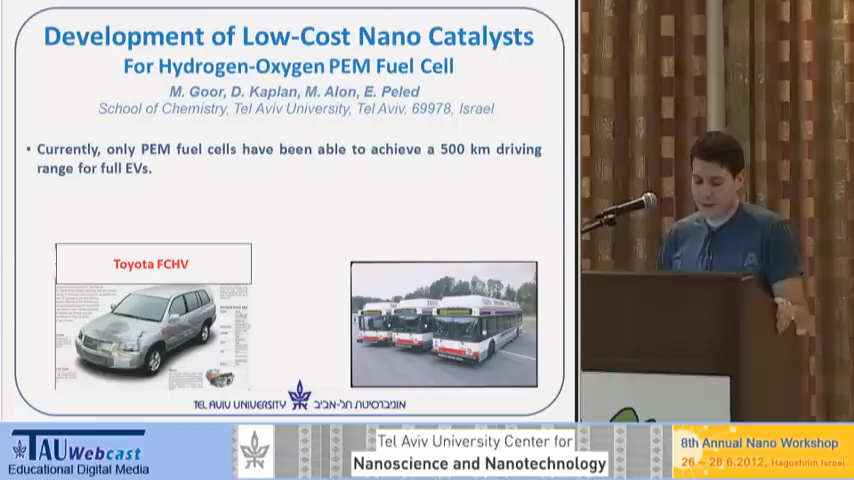 Development of Low-Cost Nano Catalysts
For Hydrogen-Oxygen PEM Fuel Cell
M. Goor, D. Kaplan, M. Alon, E. Peled
School of Chemistry, Tel Aviv University, Tel Aviv, 69978, Israel
• Currently, only PEM fuel cells have been able to achieve a 500 km driving
range for full EVs.
Toyota FCHV
TEL AVIV UNIVERSITY אוניברסיטת תל-אביב
TAU Webcast
Educational Digital Media
Tel Aviv University Center for
Nanoscience and Nanotechnology
8th Annual Nano Workshop
26 – 28.6.2012, Hagushrim Israel